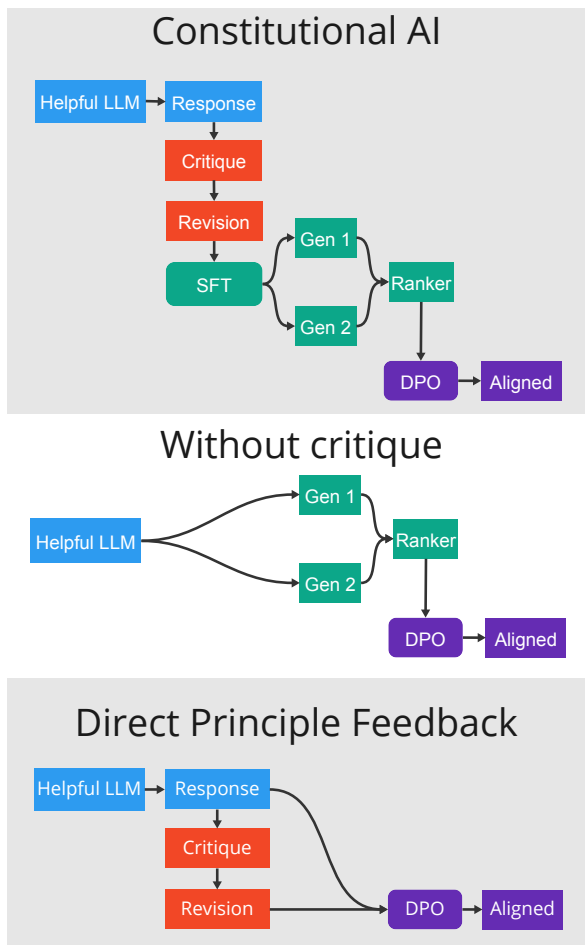 Constitutional AI
Helpful LLM
Response
Critique
Revision
SFT
Gen 1
Gen 2
Ranker
DPO
Aligned
Without critique
Helpful LLM
Gen 1
Gen 2
Ranker
DPO
Aligned
Direct Principle Feedback
Helpful LLM
Response
Critique
Revision
DPO
Aligned